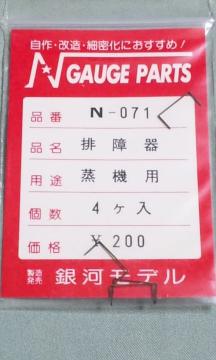 自作・改造・細密化におすすめ!
N GAUGE PARTS
品番 N-071
品名 排障器
用途 蒸機用
個数 4ヶ入
価格 ¥200
製造発売 銀河モデル